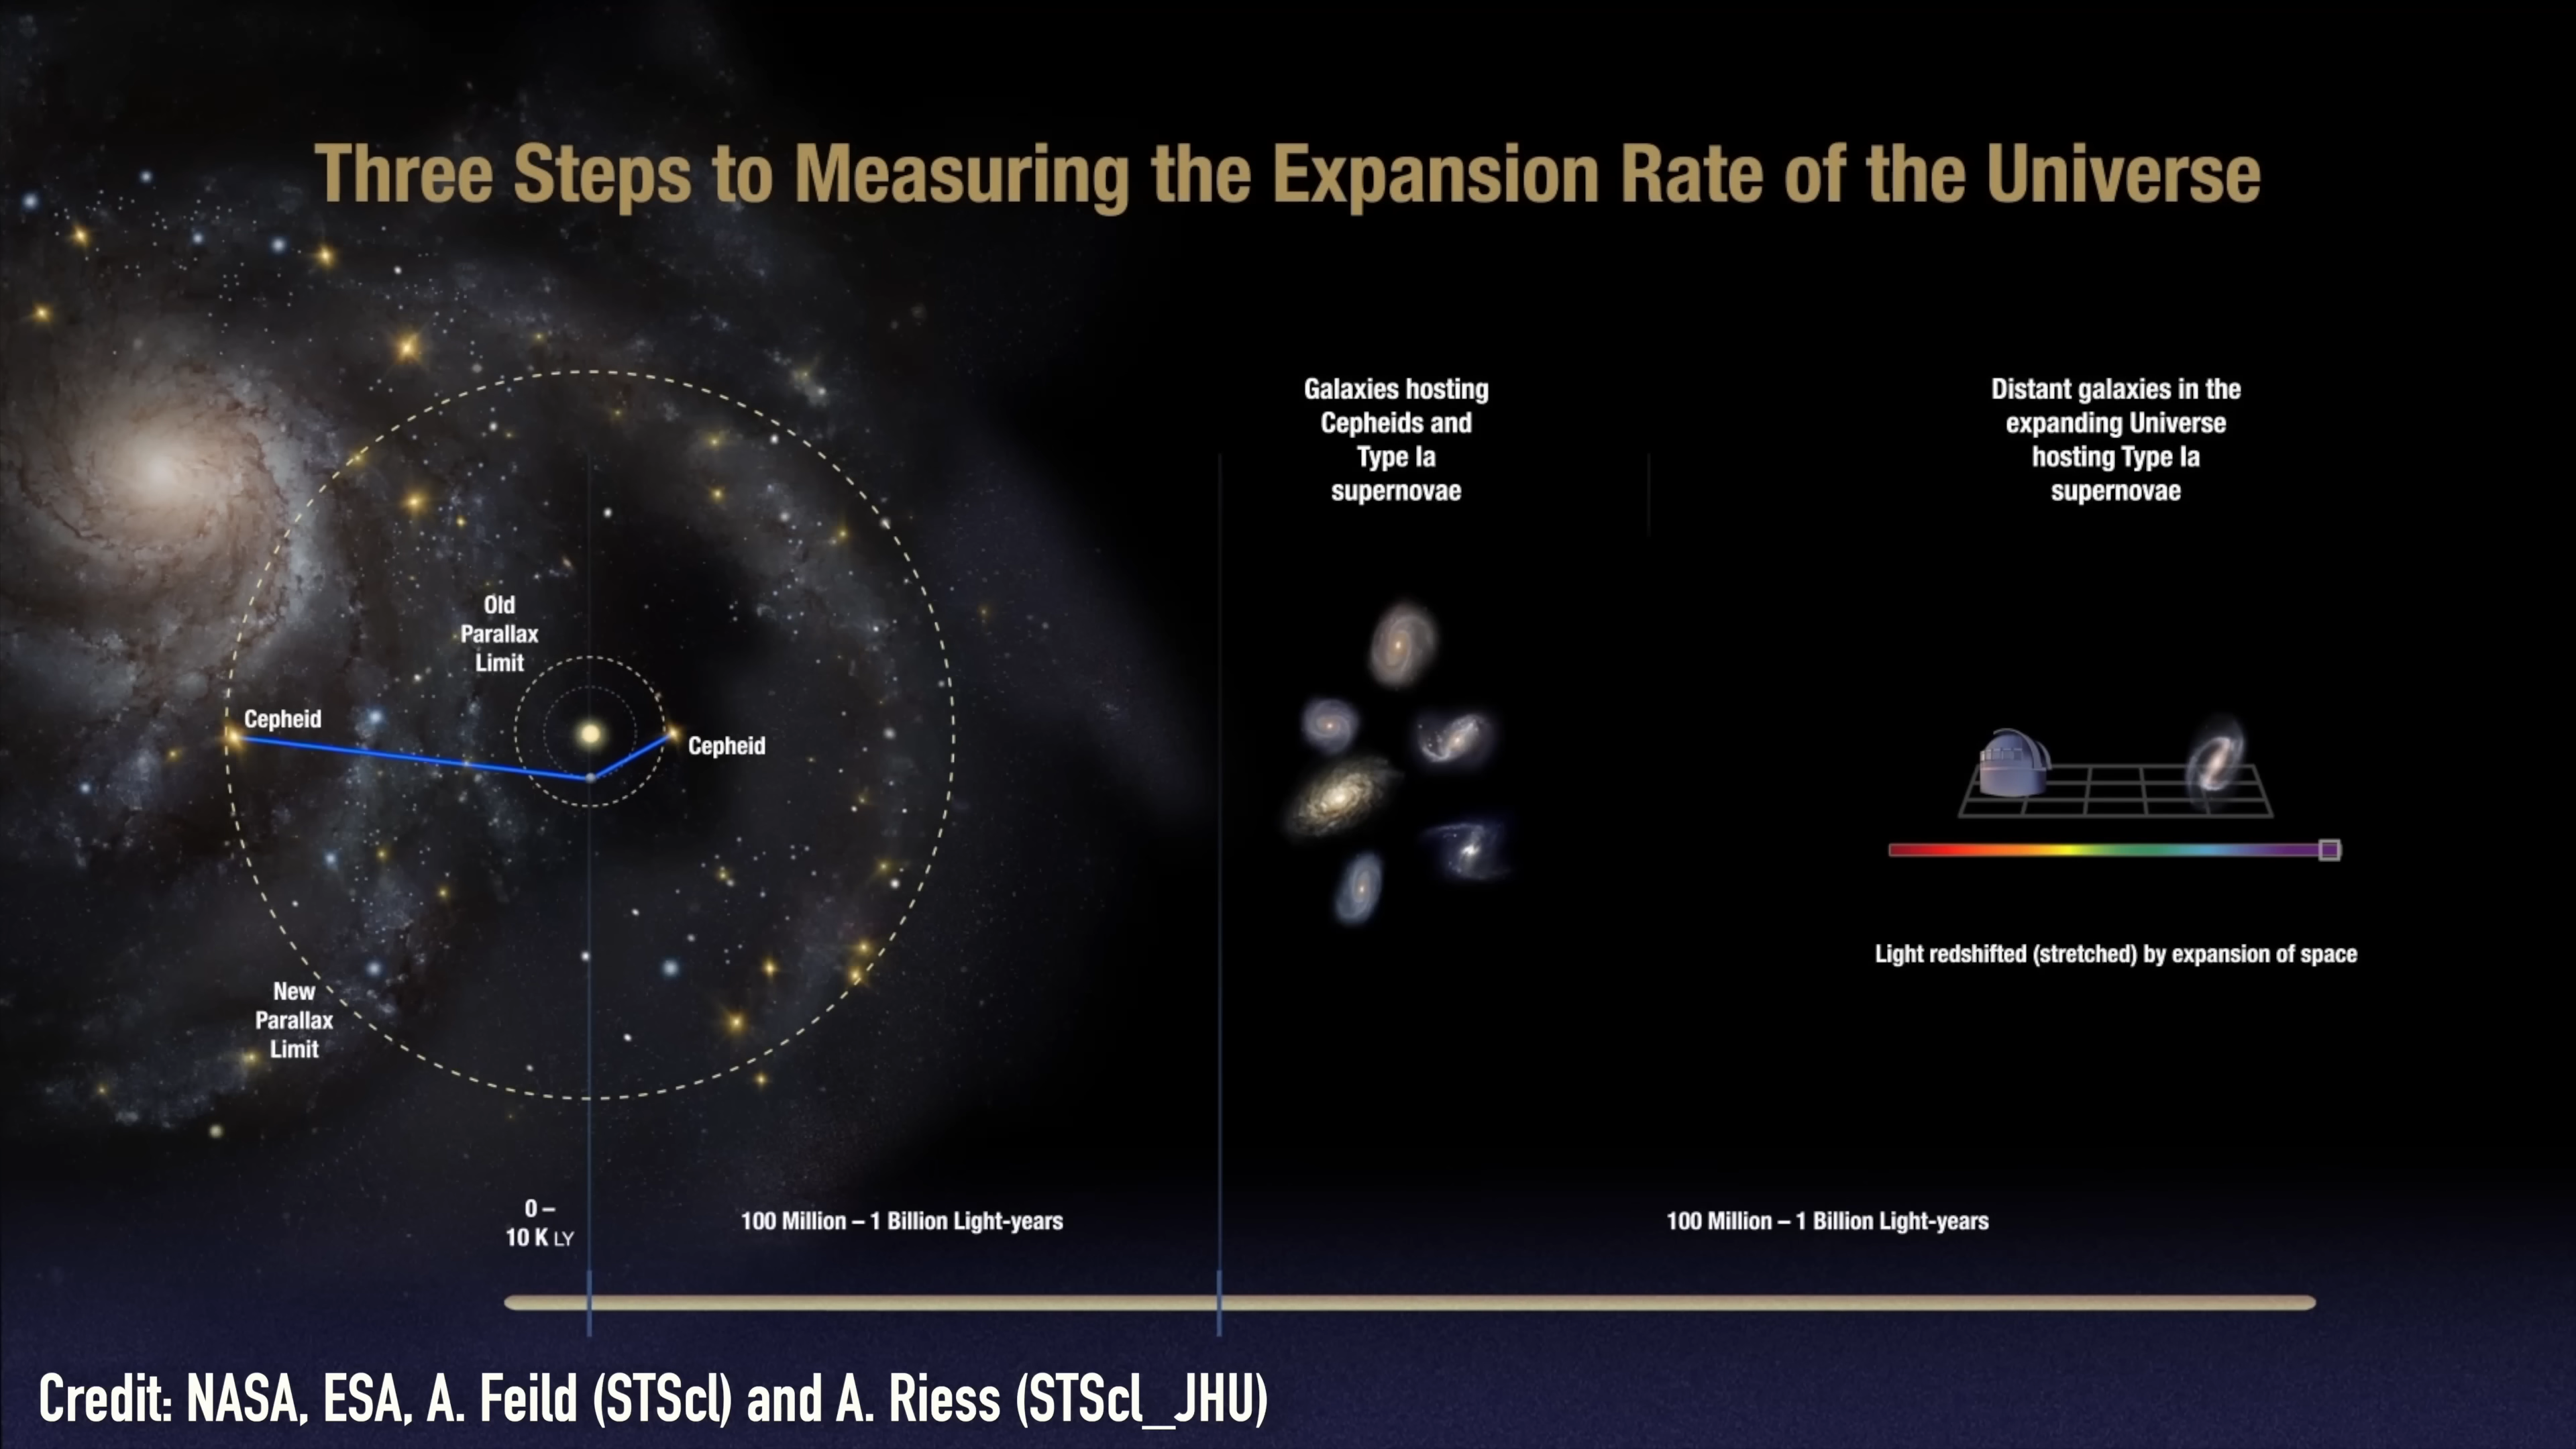 Three Steps to Measuring the Expansion Rate of the Universe
Galaxies hosting
Cepheids and
Type Ia
supernovae
Distant galaxies in the
expanding Universe
hosting Type Ia
supernovae
Old
Parallax
Limit
Cepheid
Cepheid
New
Parallax
Limit
Light redshifted (stretched) by expansion of space
0 –
10 K LY
100 Million – 1 Billion Light-years
100 Million – 1 Billion Light-years
Credit: NASA, ESA, A. Feild (STScl) and A. Riess (STScl_JHU)